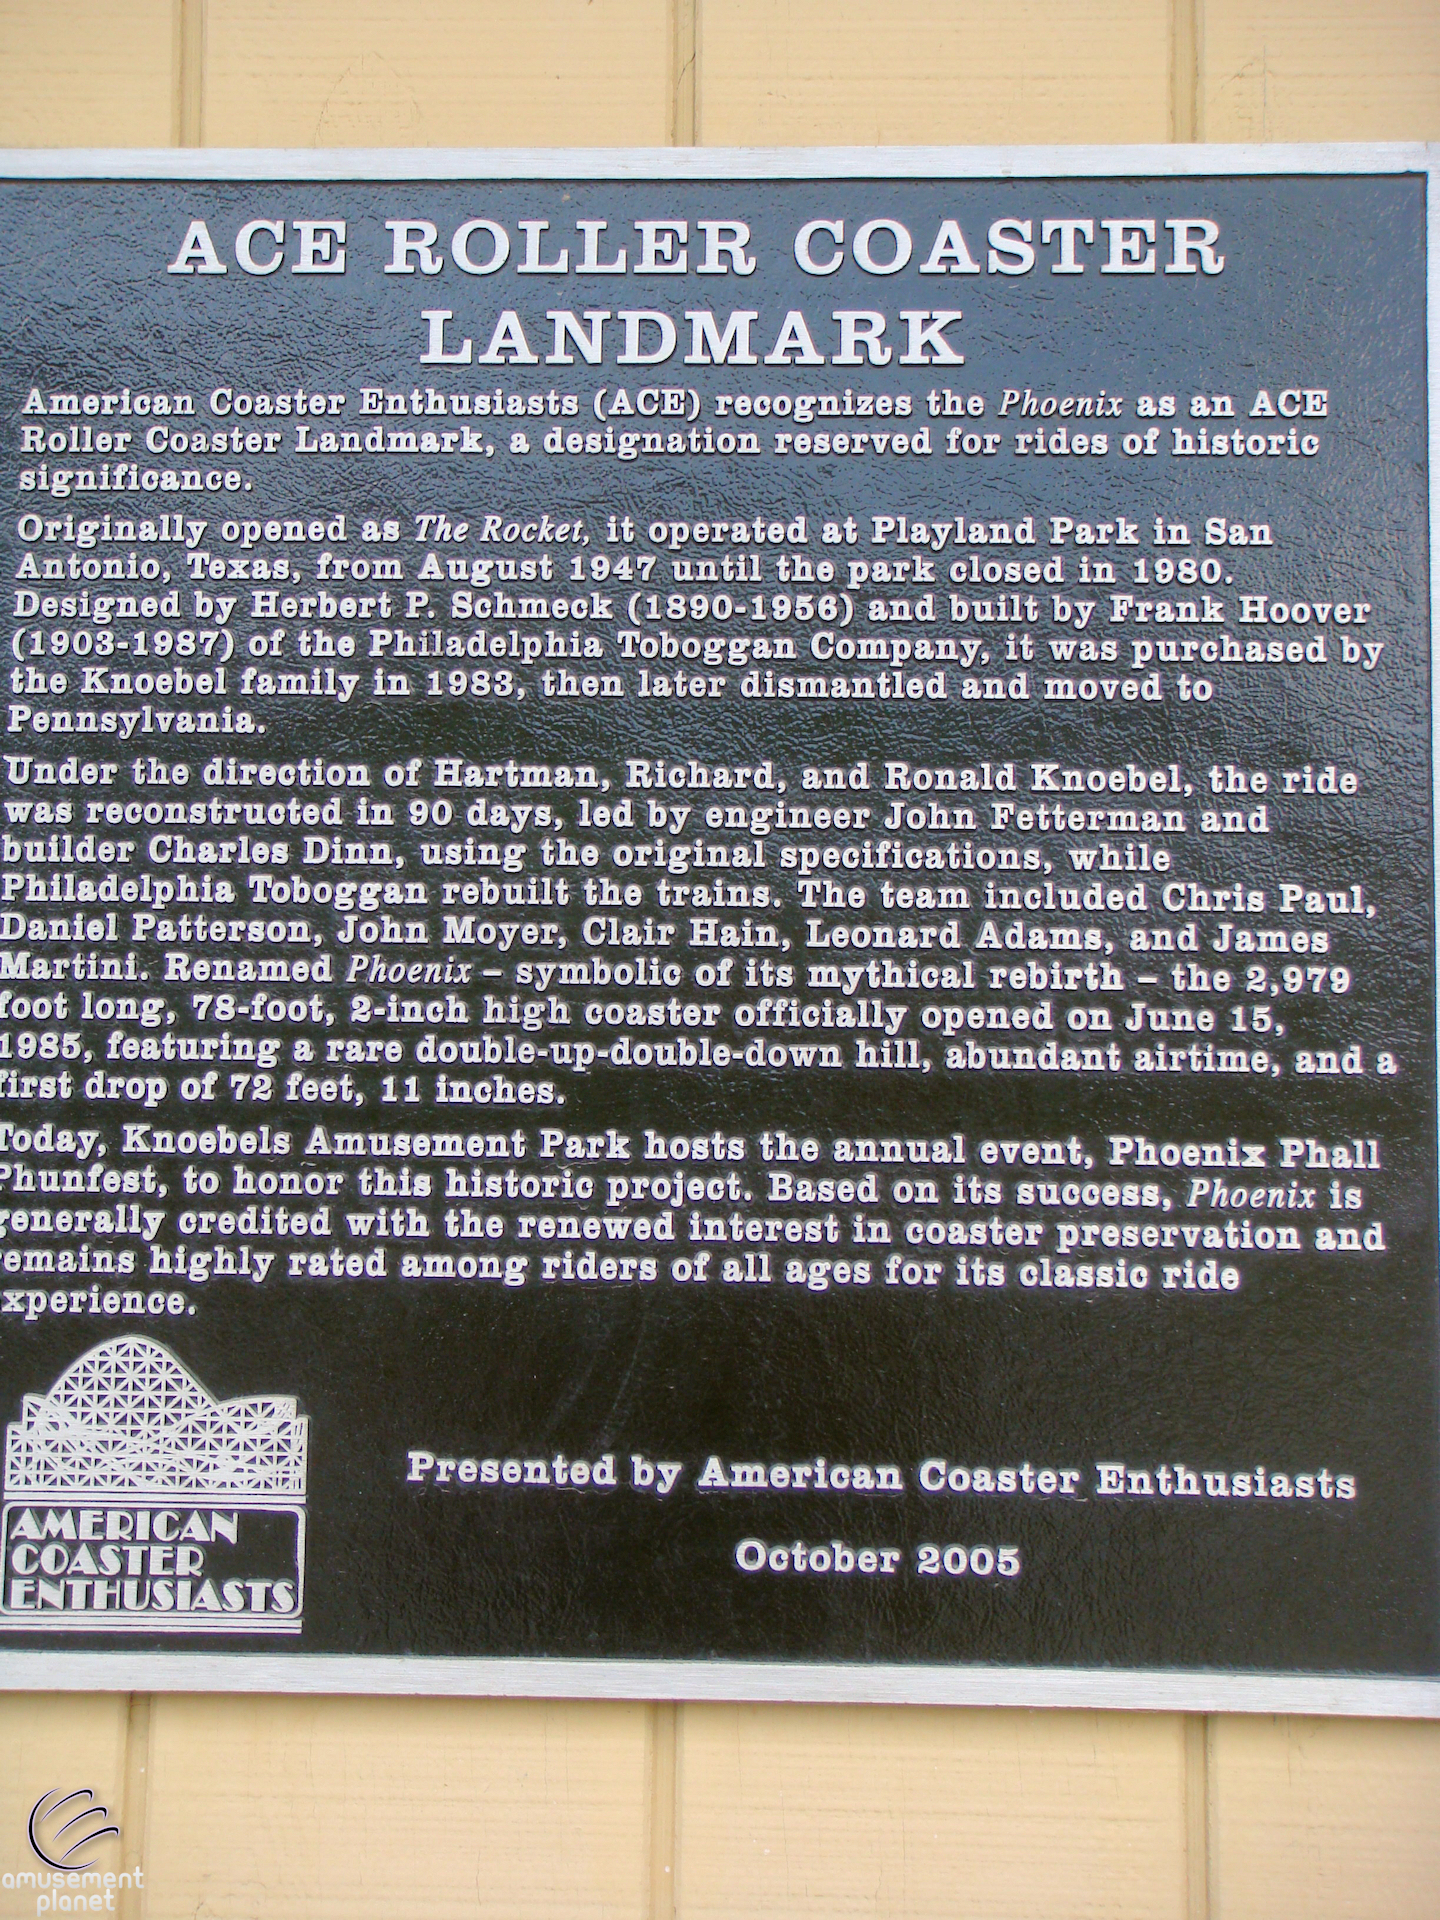 ACE ROLLER COASTER
LANDMARK
American Coaster Enthusiasts (ACE) recognizes the Phoenix as an ACE
Roller Coaster Landmark, a designation reserved for rides of historic
significance.
Originally opened as The Rocket, it operated at Playland Park in San
Antonio, Texas, from August 1947 until the park closed in 1980.
Designed by Herbert P. Schmeck (1890-1956) and built by Frank Hoover
(1903-1987) of the Philadelphia Toboggan Company, it was purchased by
the Knoebel family in 1983, then later dismantled and moved to
Pennsylvania.
Under the direction of Hartman, Richard, and Ronald Knoebel, the ride
was reconstructed in 90 days, led by engineer John Fetterman and
builder Charles Dinn, using the original specifications, while
Philadelphia Toboggan rebuilt the trains. The team included Chris Paul,
Daniel Patterson, John Moyer, Clair Hain, Leonard Adams, and James
Martini. Renamed Phoenix – symbolic of its mythical rebirth – the 2,979
foot long, 78-foot, 2-inch high coaster officially opened on June 15,
1985, featuring a rare double-up-double-down hill, abundant airtime, and a
first drop of 72 feet, 11 inches.
Today, Knoebels Amusement Park hosts the annual event, Phoenix Phall
Phunfest, to honor this historic project. Based on its success, Phoenix is
generally credited with the renewed interest in coaster preservation and
remains highly rated among riders of all ages for its classic ride
xperience.
Presented by American Coaster Enthusiasts
October 2005
AMERICAN
COASTER
ENTHUSIASTS
amusement
planet